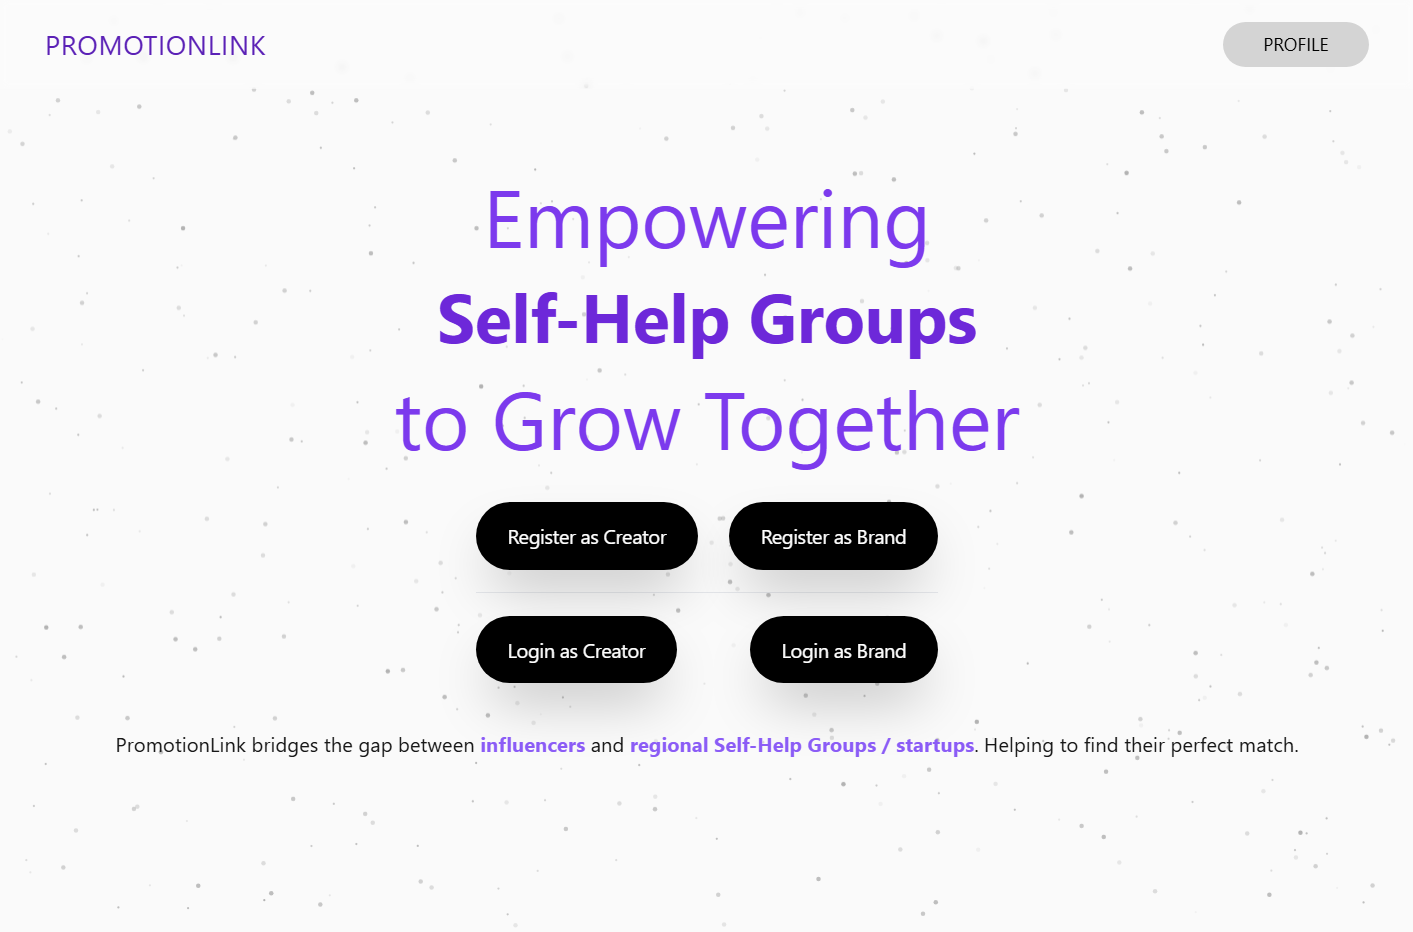 PROMOTIONLINK
PROFILE
Empowering
Self-Help Groups
to Grow Together
Register as Creator
Register as Brand
Login as Creator
Login as Brand
PromotionLink bridges the gap between influencers and regional Self-Help Groups / startups. Helping to find their perfect match.